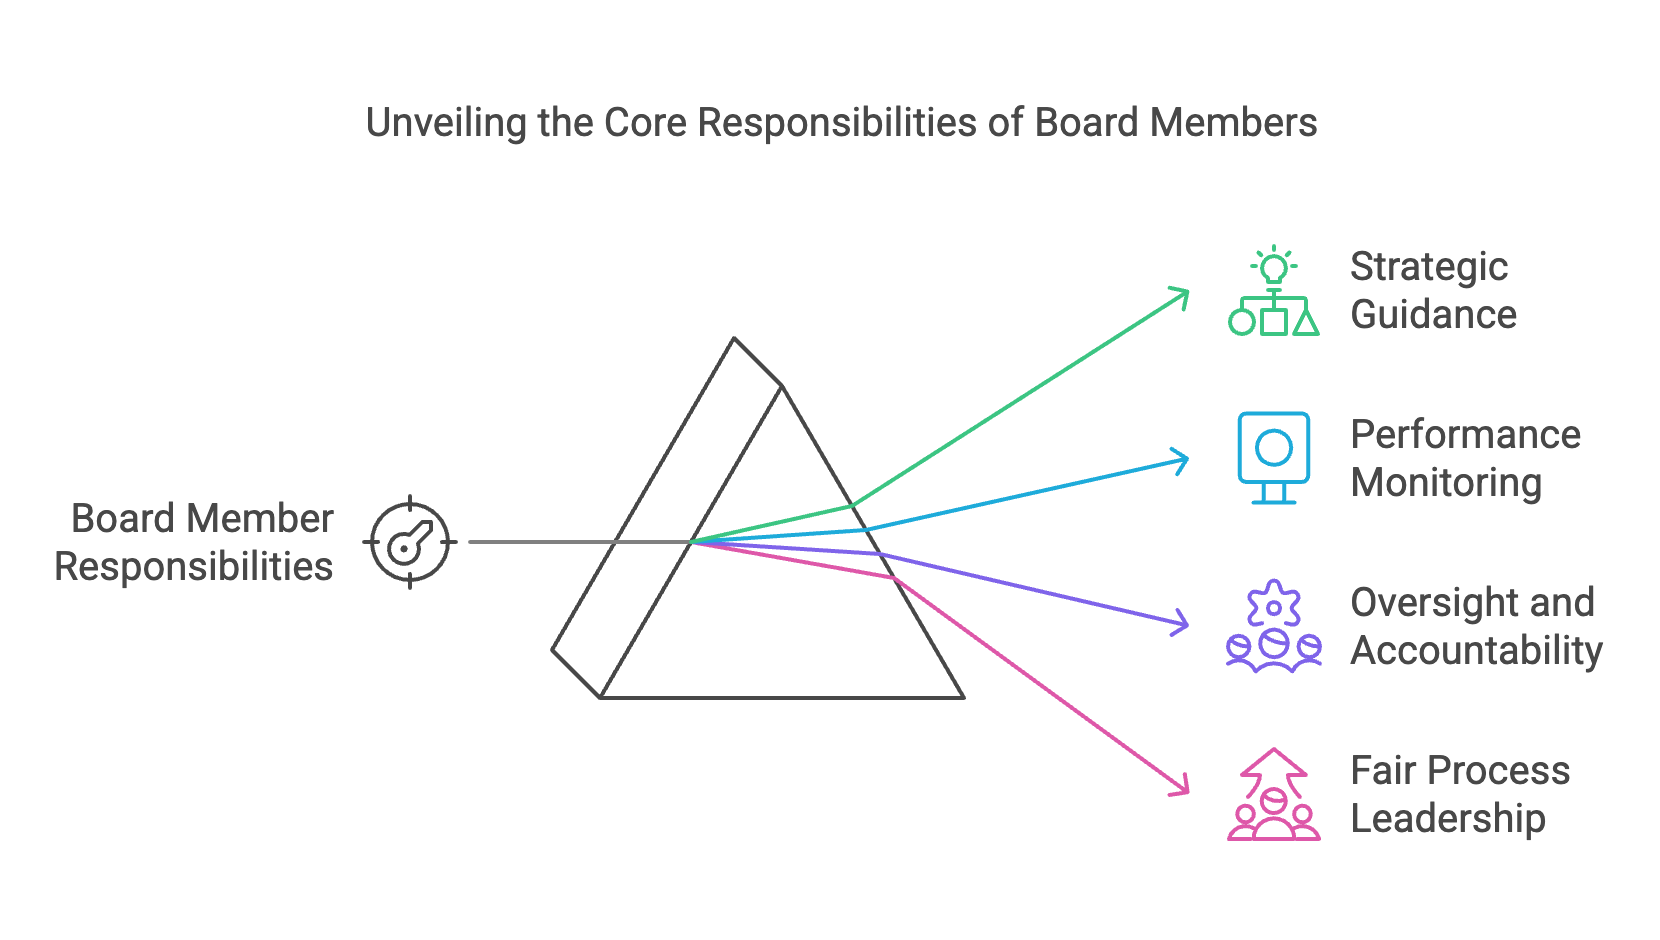 Unveiling the Core Responsibilities of Board Members
Strategic
Guidance
Performance
Monitoring
Board Member
Responsibilities
Oversight and
Accountability
Fair Process
Leadership